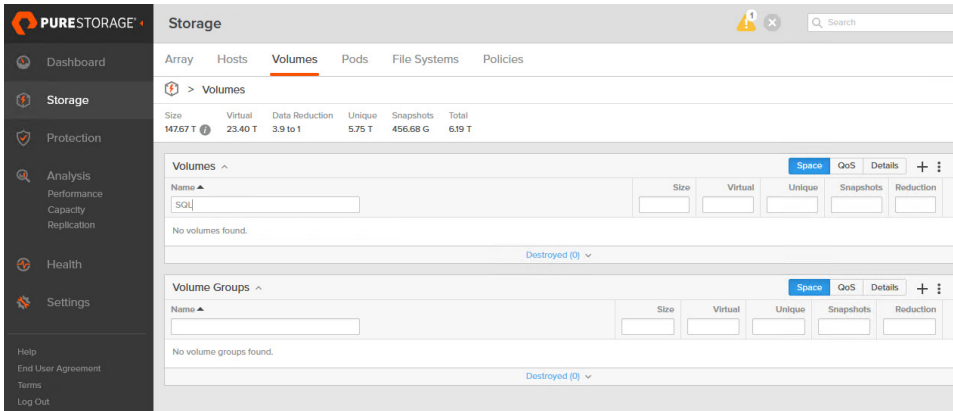 PURESTORAGE®
Storage
1
Search
Dashboard
Storage
Protection
Analysis
Performance
Capacity
Replication
Health
Settings
Help
End User Agreement
Terms
Log Out
Array Hosts Volumes Pods File Systems Policies
> Volumes
Size Virtual Data Reduction Unique Snapshots Total
147.67 T 23.40 T 3.9 to 1 5.75 T 456.68 G 6.19 T
Volumes Space QoS Details
Name Size Virtual Unique Snapshots Reduction
SQL
No volumes found.
Destroyed (0)
Volume Groups Space QoS Details
Name Size Virtual Unique Snapshots Reduction
No volume groups found.
Destroyed (0)